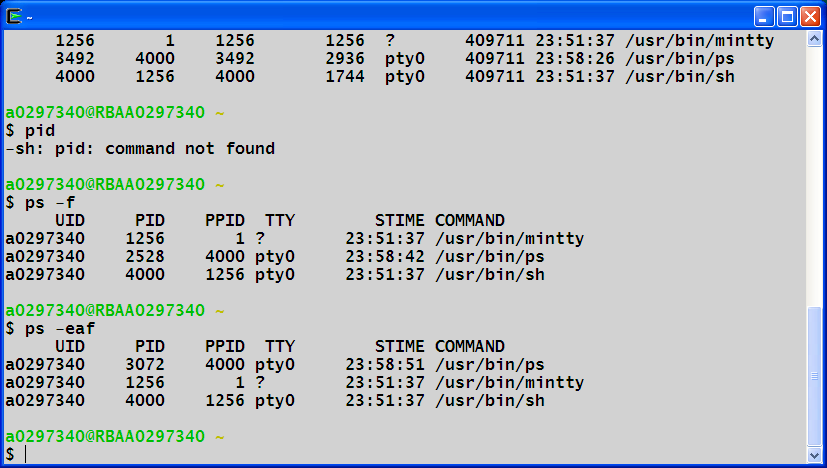 ~
1256 1 1256 1256 ? 409711 23:51:37 /usr/bin/mintty
3492 4000 3492 2936 pty0 409711 23:58:26 /usr/bin/ps
4000 1256 4000 1744 pty0 409711 23:51:37 /usr/bin/sh
a0297340@RBAA0297340 ~
$ pid
-sh: pid: command not found
a0297340@RBAA0297340 ~
$ ps -f
UID PID PPID TTY STIME COMMAND
a0297340 1256 1 ? 23:51:37 /usr/bin/mintty
a0297340 2528 4000 pty0 23:58:42 /usr/bin/ps
a0297340 4000 1256 pty0 23:51:37 /usr/bin/sh
a0297340@RBAA0297340 ~
$ ps -eaf
UID PID PPID TTY STIME COMMAND
a0297340 3072 4000 pty0 23:58:51 /usr/bin/ps
a0297340 1256 1 ? 23:51:37 /usr/bin/mintty
a0297340 4000 1256 pty0 23:51:37 /usr/bin/sh
a0297340@RBAA0297340 ~
$